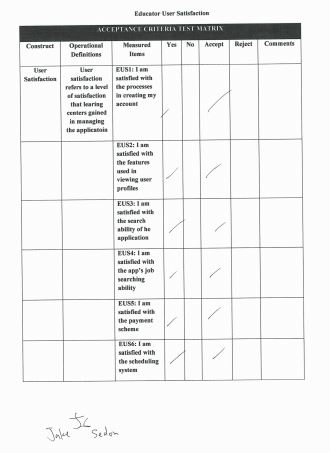 Educator User Satisfaction
ACCEPTANCE CRITERIA TEST MATRIX
Construct Operational Measured Yes No Accept Reject Comments
Definitions Items
User User EUS1: I am
Satisfaction satisfaction satisfied with
refers to a level the processes
of satisfaction in creating my
that learing account
centers gained
in managing
the applicatoin
EUS2: I am
satisfied with
the features
used in
viewing user
profiles
EUS3: I am
satisfied with
the search
ability of he
application
EUS4: I am
satisfied with
the app's job
searching
ability
EUS5: I am
satisfied with
the payment
scheme
EUS6: I am
satisfied with
the scheduling
system
Jake Sedon